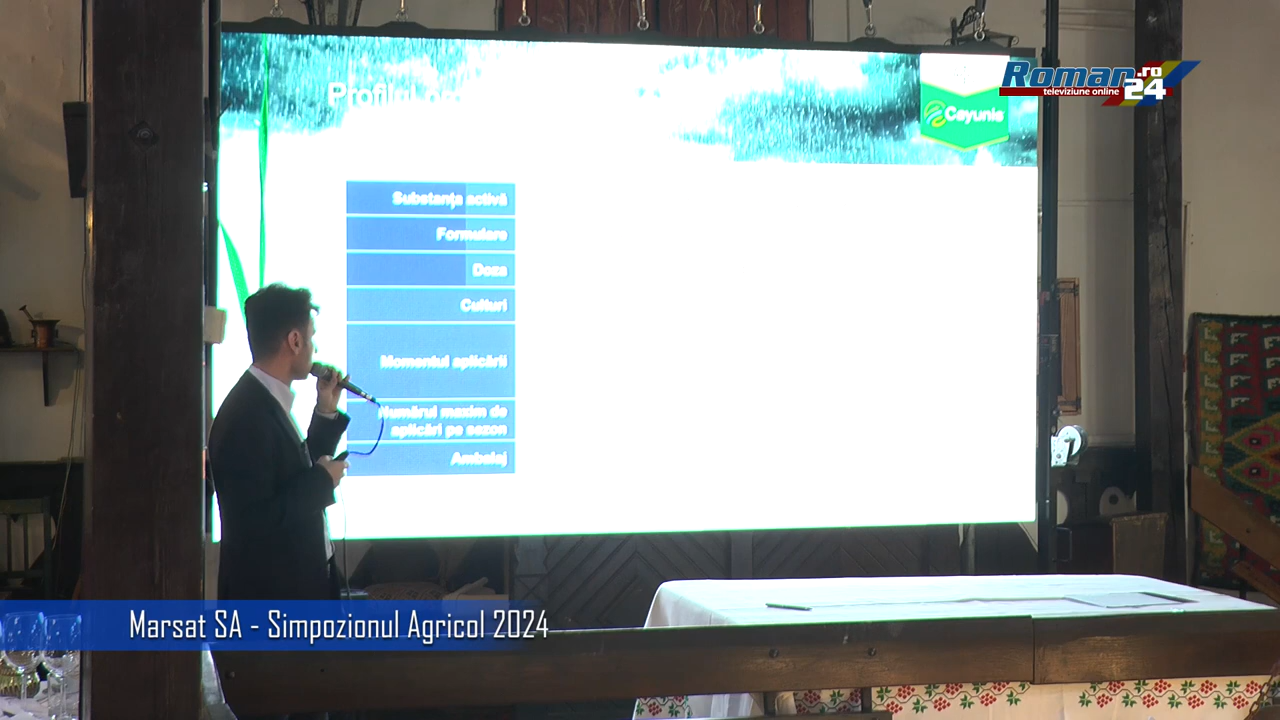 Roman .ro
televiziune online 24
Cayunis
Substanța activă
Formulare
Doza
Culturi
Momentul aplicării
Numărul maxim de
aplicări pe sezon
Ambalaj
Marsat SA - Simpozionul Agricol 2024